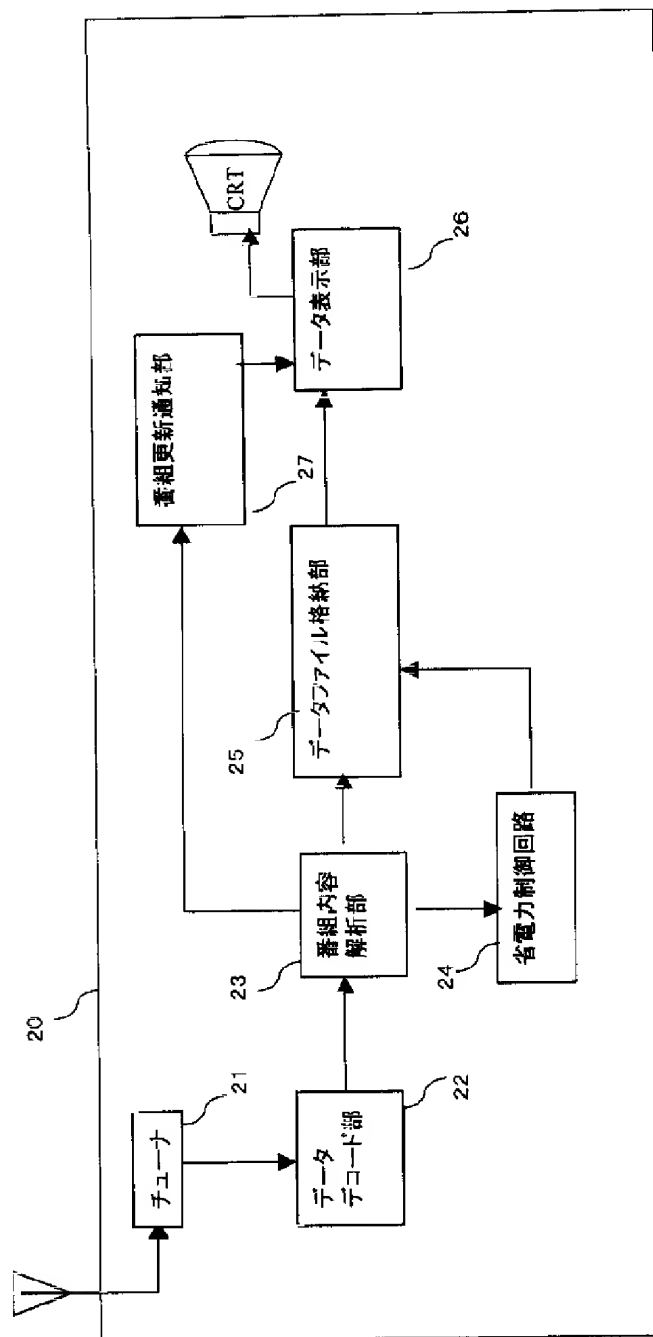 20
チューナ
21
データ
デコード部
22
番組内容
解析部
23
省電力制御回路
24
データファイル格納部
25
番組更新通知部
27
データ表示部
26
CRT